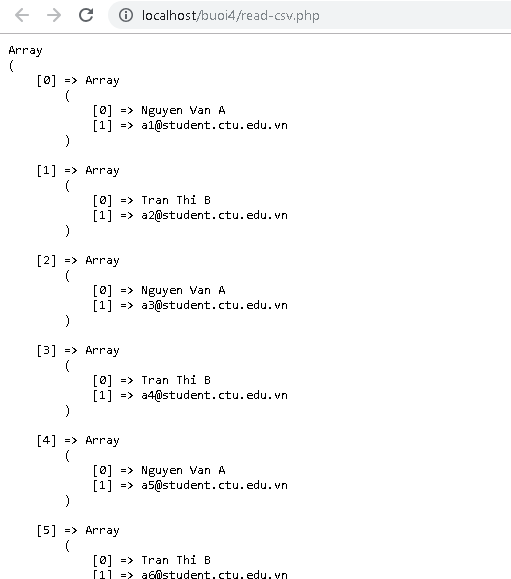 localhost/buoi4/read-csv.php
Array
(
    [0] => Array
        (
            [0] => Nguyen Van A
            [1] => a1@student.ctu.edu.vn
        )
    [1] => Array
        (
            [0] => Tran Thi B
            [1] => a2@student.ctu.edu.vn
        )
    [2] => Array
        (
            [0] => Nguyen Van A
            [1] => a3@student.ctu.edu.vn
        )
    [3] => Array
        (
            [0] => Tran Thi B
            [1] => a4@student.ctu.edu.vn
        )
    [4] => Array
        (
            [0] => Nguyen Van A
            [1] => a5@student.ctu.edu.vn
        )
    [5] => Array
        (
            [0] => Tran Thi B
            [1] => a6@student.ctu.edu.vn